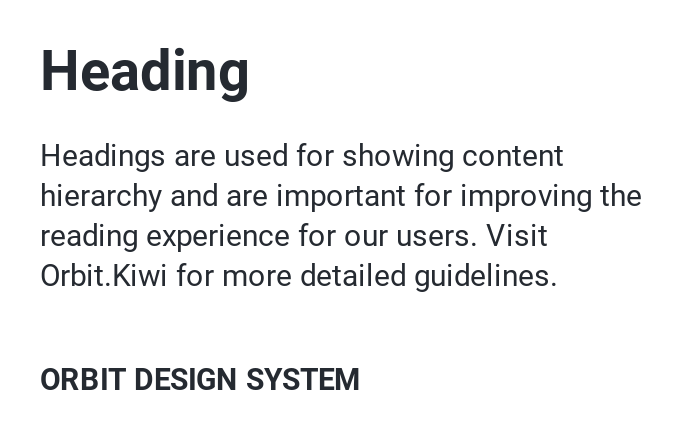 Heading
Headings are used for showing content
hierarchy and are important for improving the
reading experience for our users. Visit
Orbit.Kiwi for more detailed guidelines.
ORBIT DESIGN SYSTEM